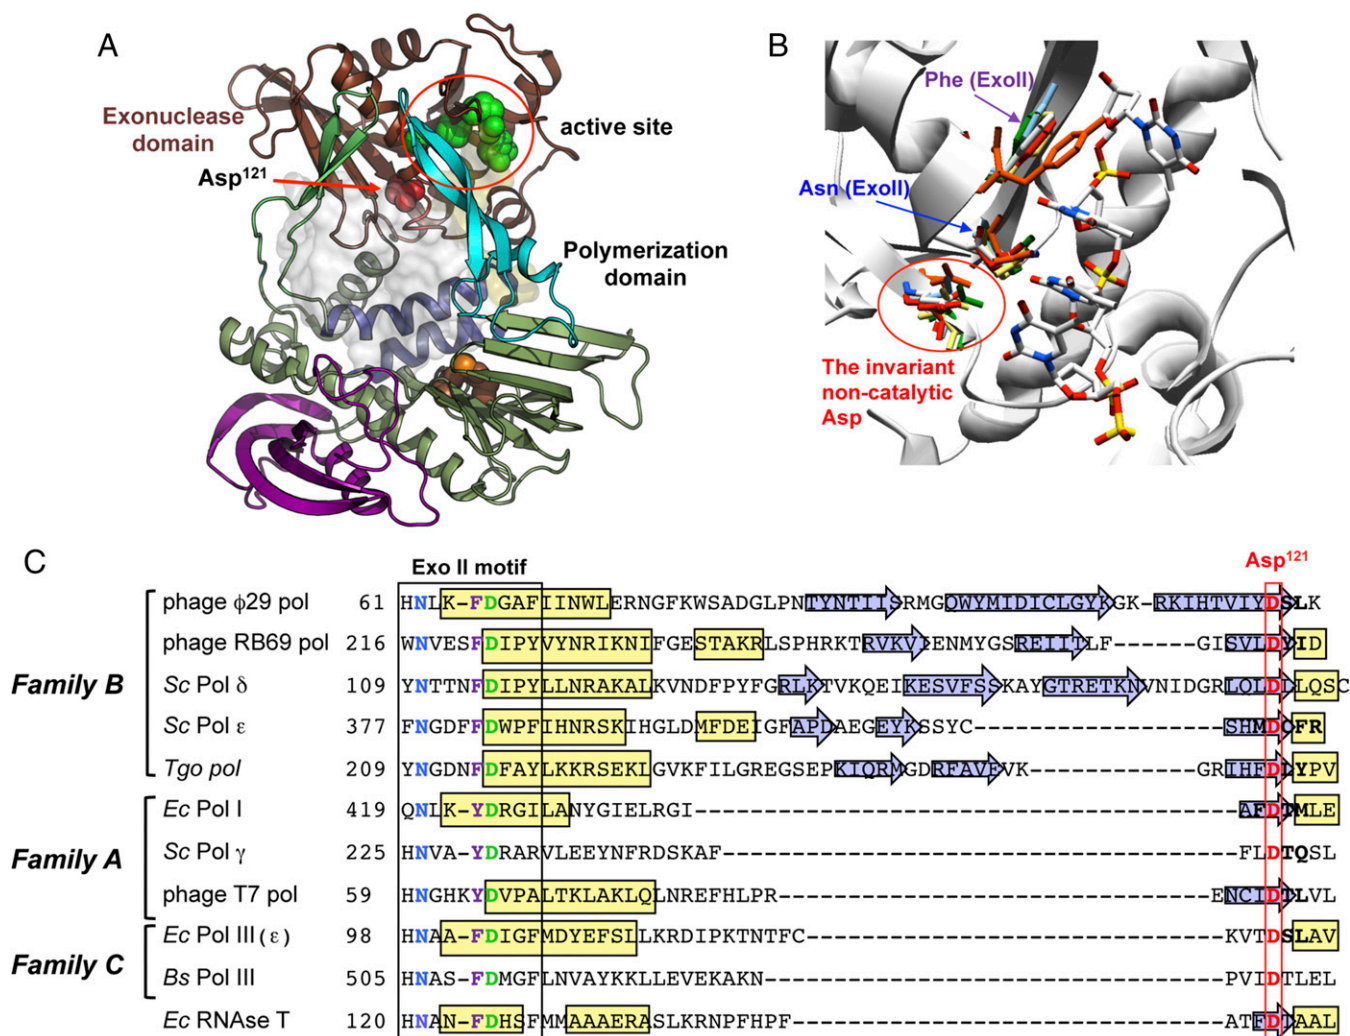 A
Exonuclease
domain
Asp121
active site
Polymerization
domain
B
Phe (ExoII)
Asn (ExoII)
The invariant
non-catalytic
Asp
C
Exo II motif
Asp121
Family B
phage ϕ29 pol 61 HNLK-FDGAFIINWLERNGFKWSADGLPNTYNTIISRMGQWYMIDICLGYKGK-RKIHTVIYDSLK
phage RB69 pol 216 WNVESFDIPYVYNRIKNIFGESTAKRLSPHRKTRVKVIENMYGSREIITLF------GISVLDYID
Sc Pol δ 109 YNTTNFDIPYLLNRAKALKVNDFPYFGRLKTVKQEIKESVFSSKAYGTRETKNVNIDGRLQLDLLQSC
Sc Pol ε 377 FNGDFFDWPFIHNRSKIHGLDMFDEIGFAPDAEGEYKSSYC----------------SHMDCFR
Tgo pol 209 YNGDNFDFAYLKKRSEKLGVKFILGREGSEPKIQRMGDRFAVEVK------------GRIHFDLYPV
Family A
Ec Pol I 419 QNLK-YDRGILANYGIELRGI----------------------------------AFDTMLE
Sc Pol γ 225 HNVA-YDRARVLEEYNFRDSKAF--------------------------------FLDTQSL
phage T7 pol 59 HNGHKYDVPALTKLAKLQLNREFHLPR----------------------------ENCIDTLVL
Family C
Ec Pol III (ε) 98 HNAA-FDIGFMDYEFSLLKRDIPKTNTFC--------------------------KVTDSLAV
Bs Pol III 505 HNAS-FDMGFLNVAYKKLLEVEKAKN-----------------------------PVIDTLEL
Ec RNAse T 120 HNAN-FDHSFMMAAAERASLKRNPFHPF---------------------------ATFDTAAL